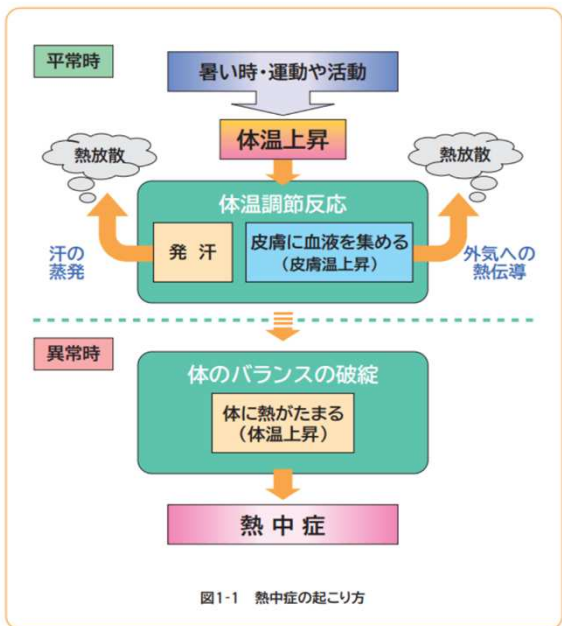 平常時
暑い時・運動や活動
体温上昇
熱放散
熱放散
体温調節反応
汗の
蒸発
発 汗
皮膚に血液を集める
(皮膚温上昇)
外気への
熱伝導
異常時
体のバランスの破綻
体に熱がたまる
(体温上昇)
熱 中 症
図1-1 熱中症の起こり方